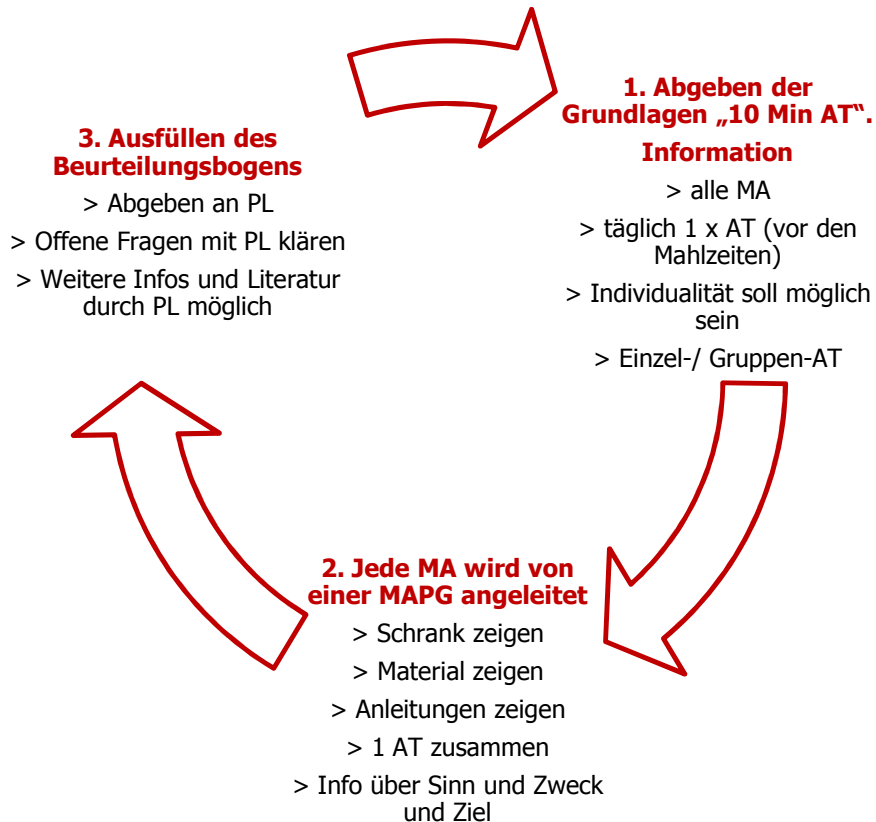 1. Abgeben der
Grundlagen „10 Min AT“.
Information
> alle MA
> täglich 1 x AT (vor den
Mahlzeiten)
> Individualität soll möglich
sein
> Einzel-/ Gruppen-AT
2. Jede MA wird von
einer MAPG angeleitet
> Schrank zeigen
> Material zeigen
> Anleitungen zeigen
> 1 AT zusammen
> Info über Sinn und Zweck
und Ziel
3. Ausfüllen des
Beurteilungsbogens
> Abgeben an PL
> Offene Fragen mit PL klären
> Weitere Infos und Literatur
durch PL möglich